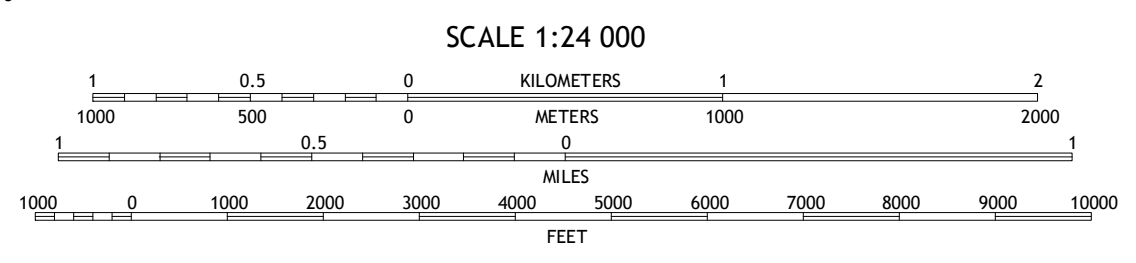 SCALE 1:24 000
1 0.5 0 KILOMETERS 1 2
1000 500 0 METERS 1000 2000
1 0.5 0 1
MILES
1000 0 1000 2000 3000 4000 5000 6000 7000 8000 9000 10000
FEET